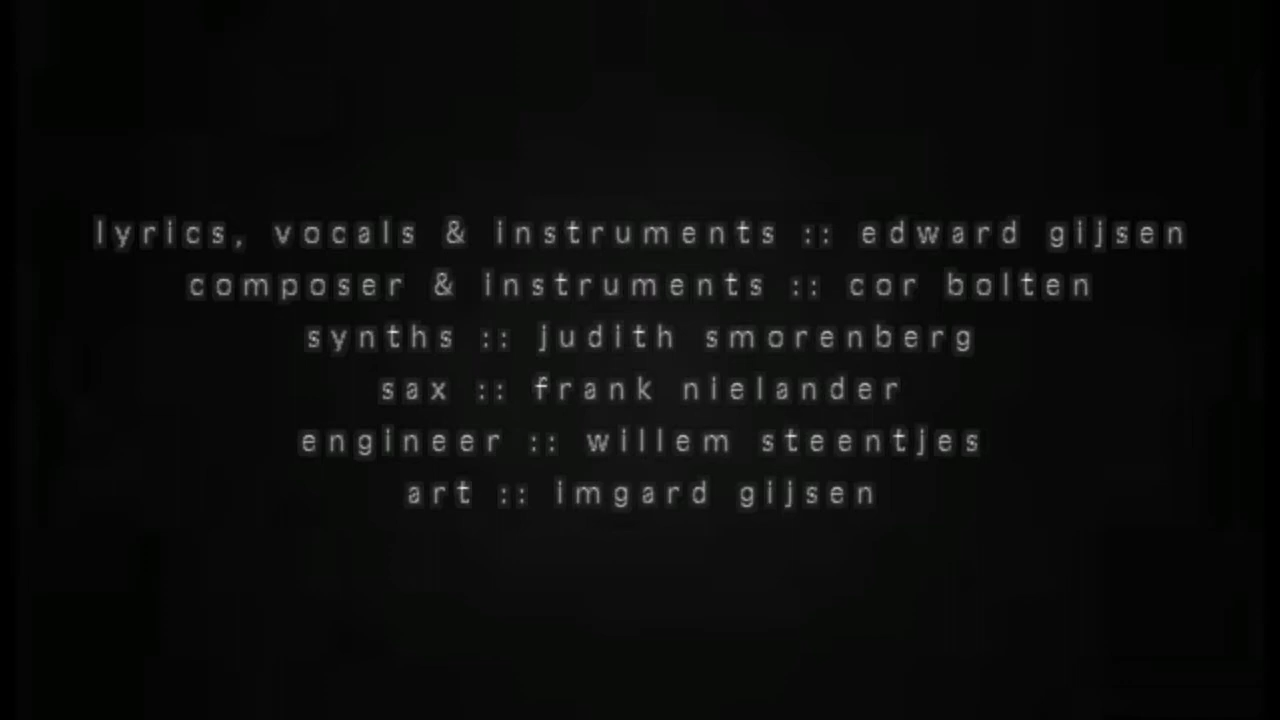 lyrics, vocals & instruments :: edward gijsen
composer & instruments :: cor bolten
synths :: judith smorenberg
sax :: frank nielander
engineer :: willem steentjes
art :: imgard gijsen